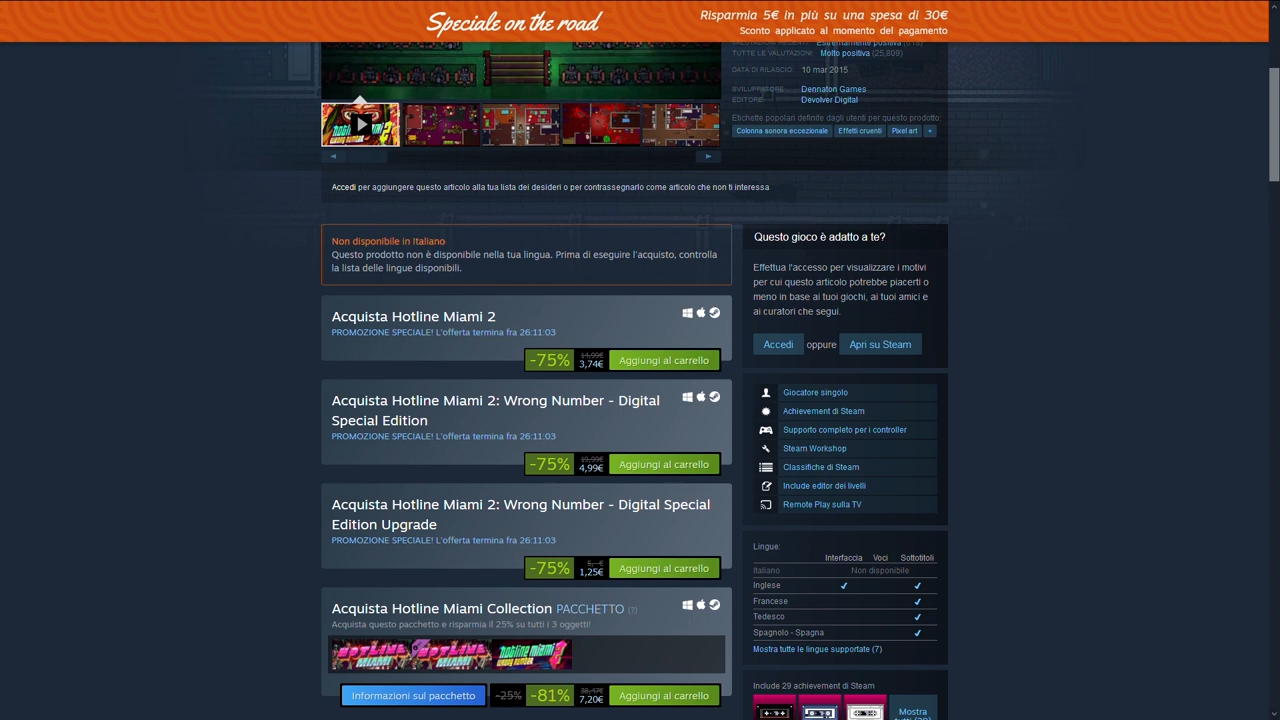 Speciale on the road
Risparmia 5€ in più su una spesa di 30€
Sconto applicato al momento del pagamento
TUTTE LE VALUTAZIONI: Molto positiva (25,809)
DATA DI RILASCIO: 10 mar 2015
SVILUPPATORE: Dennaton Games
EDITORE: Devolver Digital
Etichette popolari definite dagli utenti per questo prodotto:
Colonna sonora eccezionale Effetti cruenti Pixel art +
Accedi per aggiungere questo articolo alla tua lista dei desideri o per contrassegnarlo come articolo che non ti interessa
Non disponibile in Italiano
Questo prodotto non è disponibile nella tua lingua. Prima di eseguire l'acquisto, controlla
la lista delle lingue disponibili.
Acquista Hotline Miami 2
PROMOZIONE SPECIALE! L'offerta termina fra 26:11:03
-75% 14,99€ 3,74€ Aggiungi al carrello
Acquista Hotline Miami 2: Wrong Number - Digital
Special Edition
PROMOZIONE SPECIALE! L'offerta termina fra 26:11:03
-75% 19,99€ 4,99€ Aggiungi al carrello
Acquista Hotline Miami 2: Wrong Number - Digital Special
Edition Upgrade
PROMOZIONE SPECIALE! L'offerta termina fra 26:11:03
-75% 5,--€ 1,25€ Aggiungi al carrello
Acquista Hotline Miami Collection PACCHETTO (?)
Acquista questo pacchetto e risparmia il 25% su tutti i 3 oggetti!
Informazioni sul pacchetto -25% -81% 38,47€ 7,20€ Aggiungi al carrello
Questo gioco è adatto a te?
Effettua l'accesso per visualizzare i motivi
per cui questo articolo potrebbe piacerti o
meno in base ai tuoi giochi, ai tuoi amici e
ai curatori che segui.
Accedi oppure Apri su Steam
Giocatore singolo
Achievement di Steam
Supporto completo per i controller
Steam Workshop
Classifiche di Steam
Include editor dei livelli
Remote Play sulla TV
Lingue:
Interfaccia Voci Sottotitoli
Italiano Non disponibile
Inglese ✔ ✔
Francese ✔
Tedesco ✔
Spagnolo - Spagna ✔
Mostra tutte le lingue supportate (7)
Include 29 achievement di Steam
Mostra